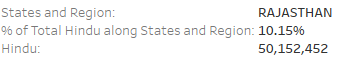 States and Region: RAJASTHAN
% of Total Hindu along States and Region: 10.15%
Hindu: 50,152,452